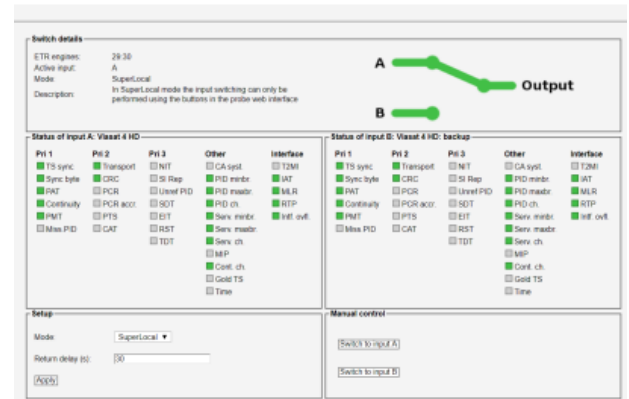 Switch details
ETR engines: 29:30
Active input: A
Mode SuperLocal
Description: In SuperLocal mode the input switching can only be
performed using the buttons in the probe web interface
A
Output
B
Status of input A: Viasat 4 HD
Pri 1 Pri 2 Pri 3 Other Interface
TS sync Transport NIT CA syst. T2MI
Sync byte CRC SI Rep PID minbr. IAT
PAT PCR Unref PID PID maxbr. MLR
Continuity PCR accr. SDT PID ch. RTP
PMT PTS EIT Serv. minbr. Intf. ovfl.
Miss.PID CAT RST Serv. maxbr.
TDT Serv. ch.
MIP
Cont. ch.
Gold TS
Time
Status of input B: Viasat 4 HD: backup
Pri 1 Pri 2 Pri 3 Other Interface
TS sync Transport NIT CA syst. T2MI
Sync byte CRC SI Rep PID minbr. IAT
PAT PCR Unref PID PID maxbr. MLR
Continuity PCR accr. SDT PID ch. RTP
PMT PTS EIT Serv. minbr. Intf. ovfl.
Miss.PID CAT RST Serv. maxbr.
TDT Serv. ch.
MIP
Cont. ch.
Gold TS
Time
Setup
Mode SuperLocal
Return delay (s): 30
Apply
Manual control
Switch to input A
Switch to input B